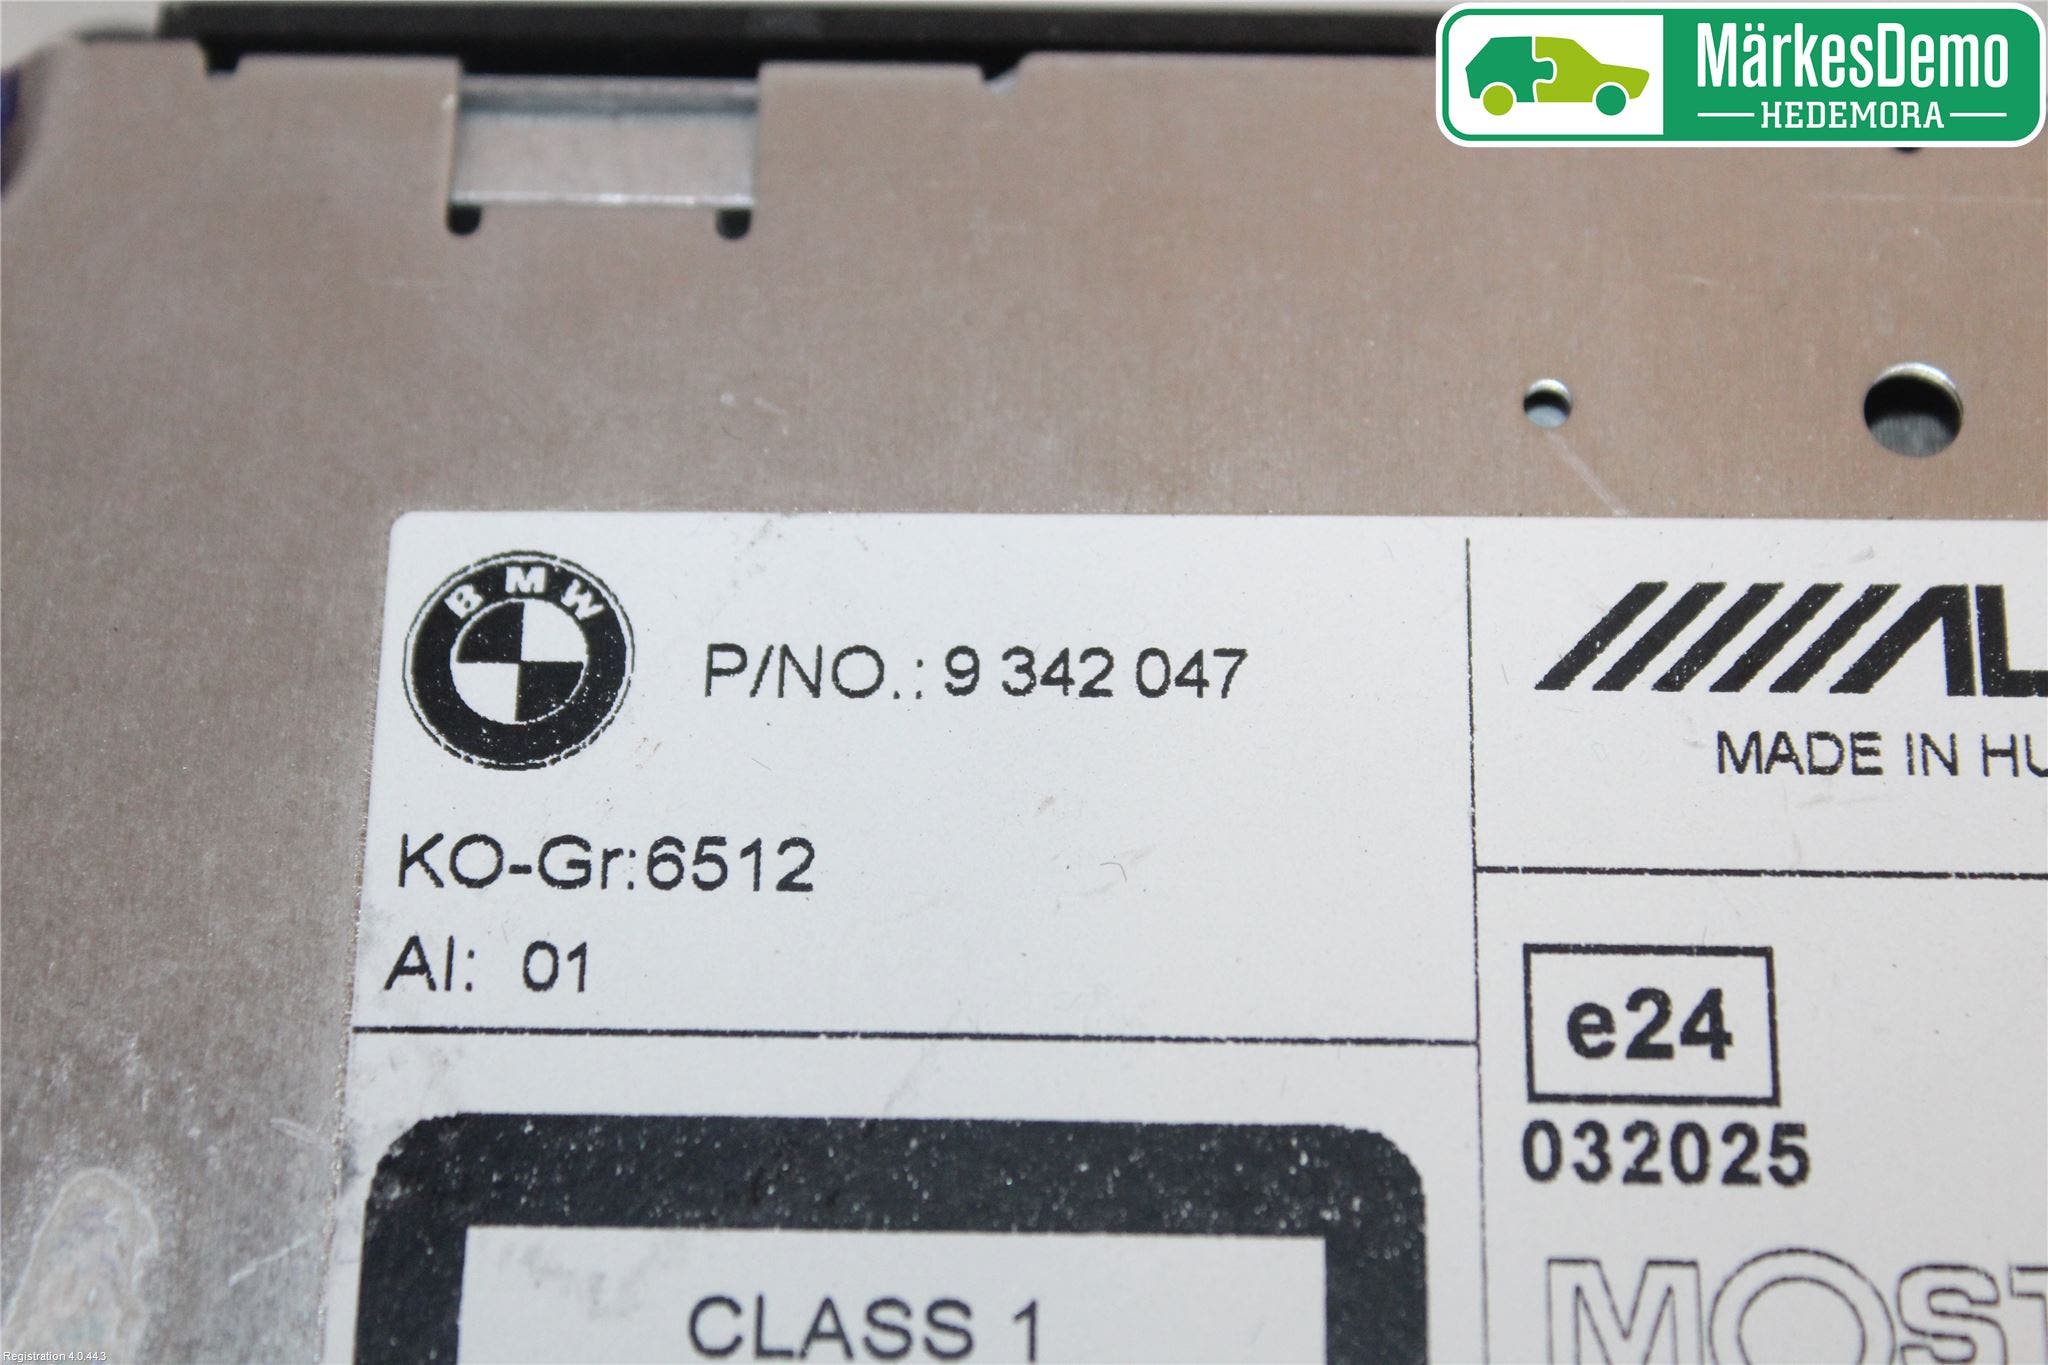 MärkesDemo
HEDEMORA
BMW
P/NO.: 9 342 047
KO-Gr:6512
AI: 01
MADE IN HU
e24
032025
MOST
CLASS 1
Registration 4.0.44.3